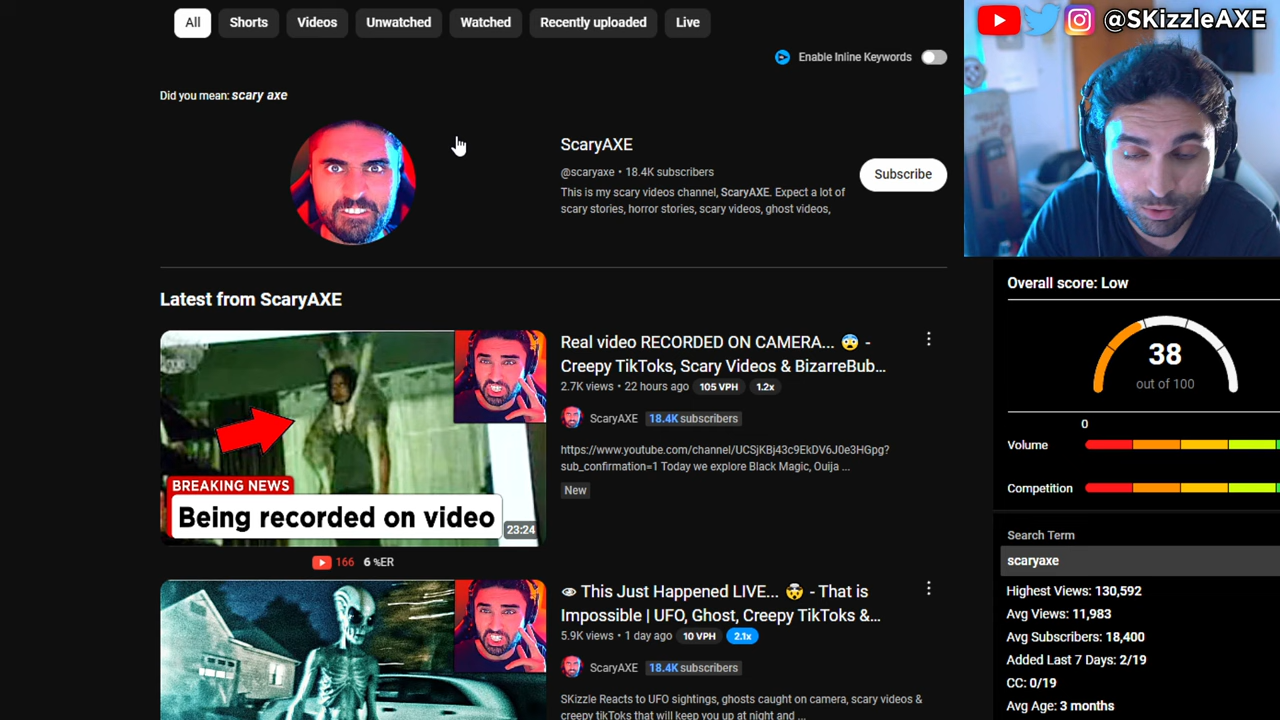 All
Shorts
Videos
Unwatched
Watched
Recently uploaded
Live
@SKizzleAXE
Enable Inline Keywords
Did you mean: scary axe
ScaryAXE
@scaryaxe • 18.4K subscribers
This is my scary videos channel, ScaryAXE. Expect a lot of
scary stories, horror stories, scary videos, ghost videos,
Subscribe
Latest from ScaryAXE
BREAKING NEWS
Being recorded on video
23:24
166 6 %ER
Real video RECORDED ON CAMERA... 😨 -
Creepy TikToks, Scary Videos & BizarreBub...
2.7K views • 22 hours ago 105 VPH 1.2x
ScaryAXE 18.4K subscribers
https://www.youtube.com/channel/UCSjKBj43c9EkDV6J0e3HGpg?
sub_confirmation=1 Today we explore Black Magic, Ouija ...
New
👁 This Just Happened LIVE... 🤯 - That is
Impossible | UFO, Ghost, Creepy TikToks &...
5.9K views • 1 day ago 10 VPH 2.1x
ScaryAXE 18.4K subscribers
SKizzle Reacts to UFO sightings, ghosts caught on camera, scary videos &
creepy tikToks that will keep you up at night and ...
Overall score: Low
38
out of 100
0
Volume
Competition
Search Term
scaryaxe
Highest Views: 130,592
Avg Views: 11,983
Avg Subscribers: 18,400
Added Last 7 Days: 2/19
CC: 0/19
Avg Age: 3 months